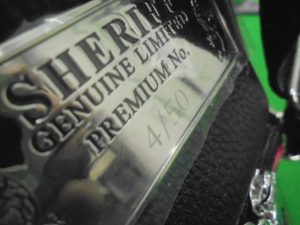 SHERIFF
GENUINE LIMITED
PREMIUM No.
4/50